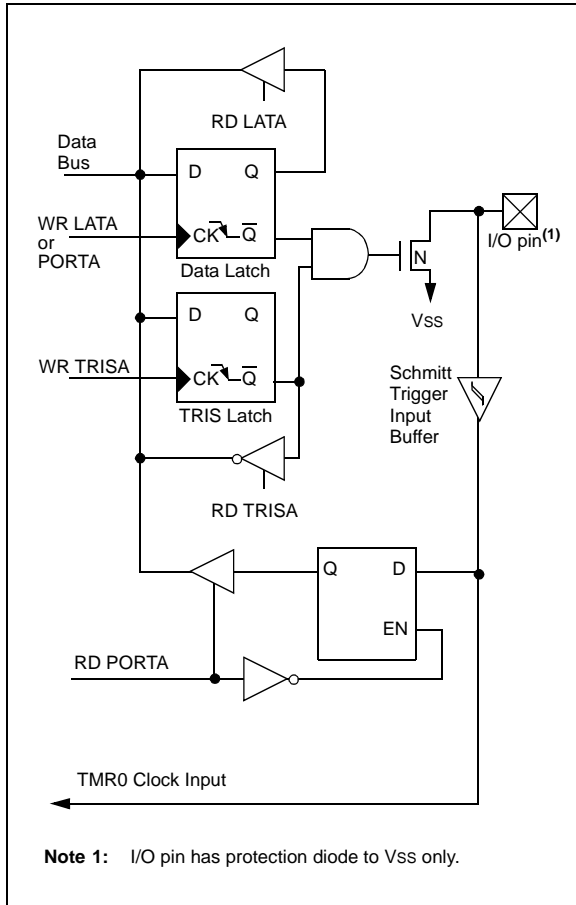 RD LATA
Data
Bus
D Q
WR LATA
or
PORTA
CK Q̅
Data Latch
N
I/O pin(1)
VSS
D Q
WR TRISA
CK Q̅
TRIS Latch
Schmitt
Trigger
Input
Buffer
RD TRISA
Q D
EN
RD PORTA
TMR0 Clock Input
Note 1: I/O pin has protection diode to VSS only.